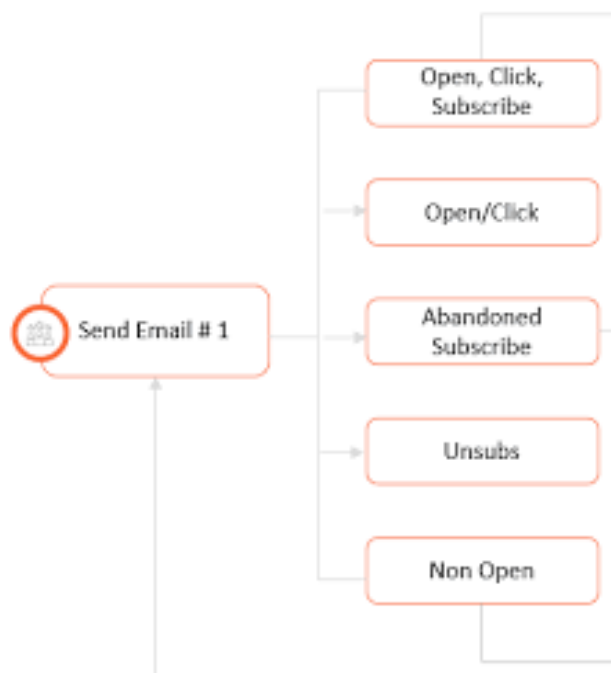 Open, Click,
Subscribe
Open/Click
Send Email # 1
Abandoned
Subscribe
Unsubs
Non Open